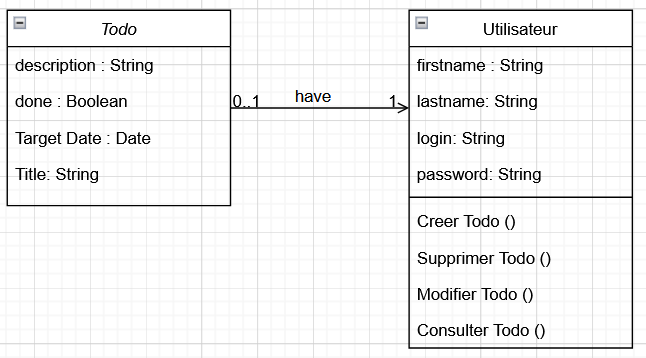 Todo
description : String
done : Boolean
Target Date : Date
Title: String
0..1
have
1
Utilisateur
firstname : String
lastname: String
login: String
password: String
Creer Todo ()
Supprimer Todo ()
Modifier Todo ()
Consulter Todo ()